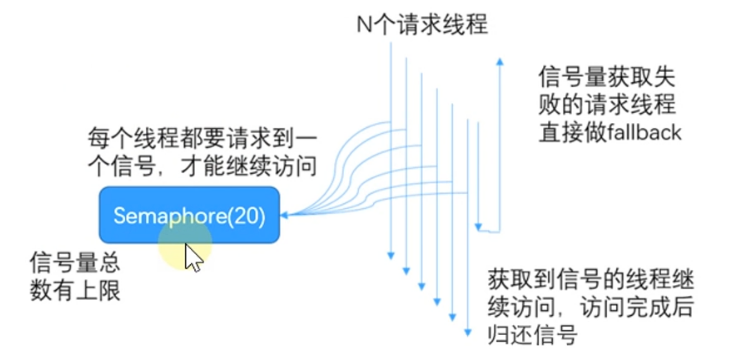 N个请求线程
信号量获取失
败的请求线程
直接做fallback
每个线程都要请求到一
个信号，才能继续访问
Semaphore(20)
信号量总
数有上限
获取到信号的线程继
续访问，访问完成后
归还信号